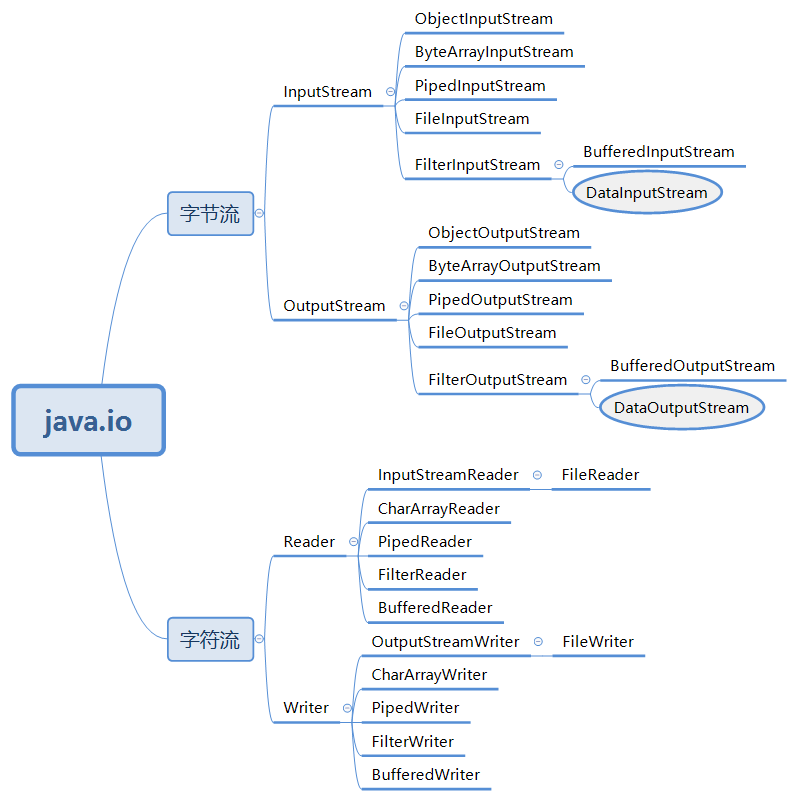 java.io
字节流
InputStream
ObjectInputStream
ByteArrayInputStream
PipedInputStream
FileInputStream
FilterInputStream
BufferedInputStream
DataInputStream
OutputStream
ObjectOutputStream
ByteArrayOutputStream
PipedOutputStream
FileOutputStream
FilterOutputStream
BufferedOutputStream
DataOutputStream
字符流
Reader
InputStreamReader
FileReader
CharArrayReader
PipedReader
FilterReader
BufferedReader
Writer
OutputStreamWriter
FileWriter
CharArrayWriter
PipedWriter
FilterWriter
BufferedWriter